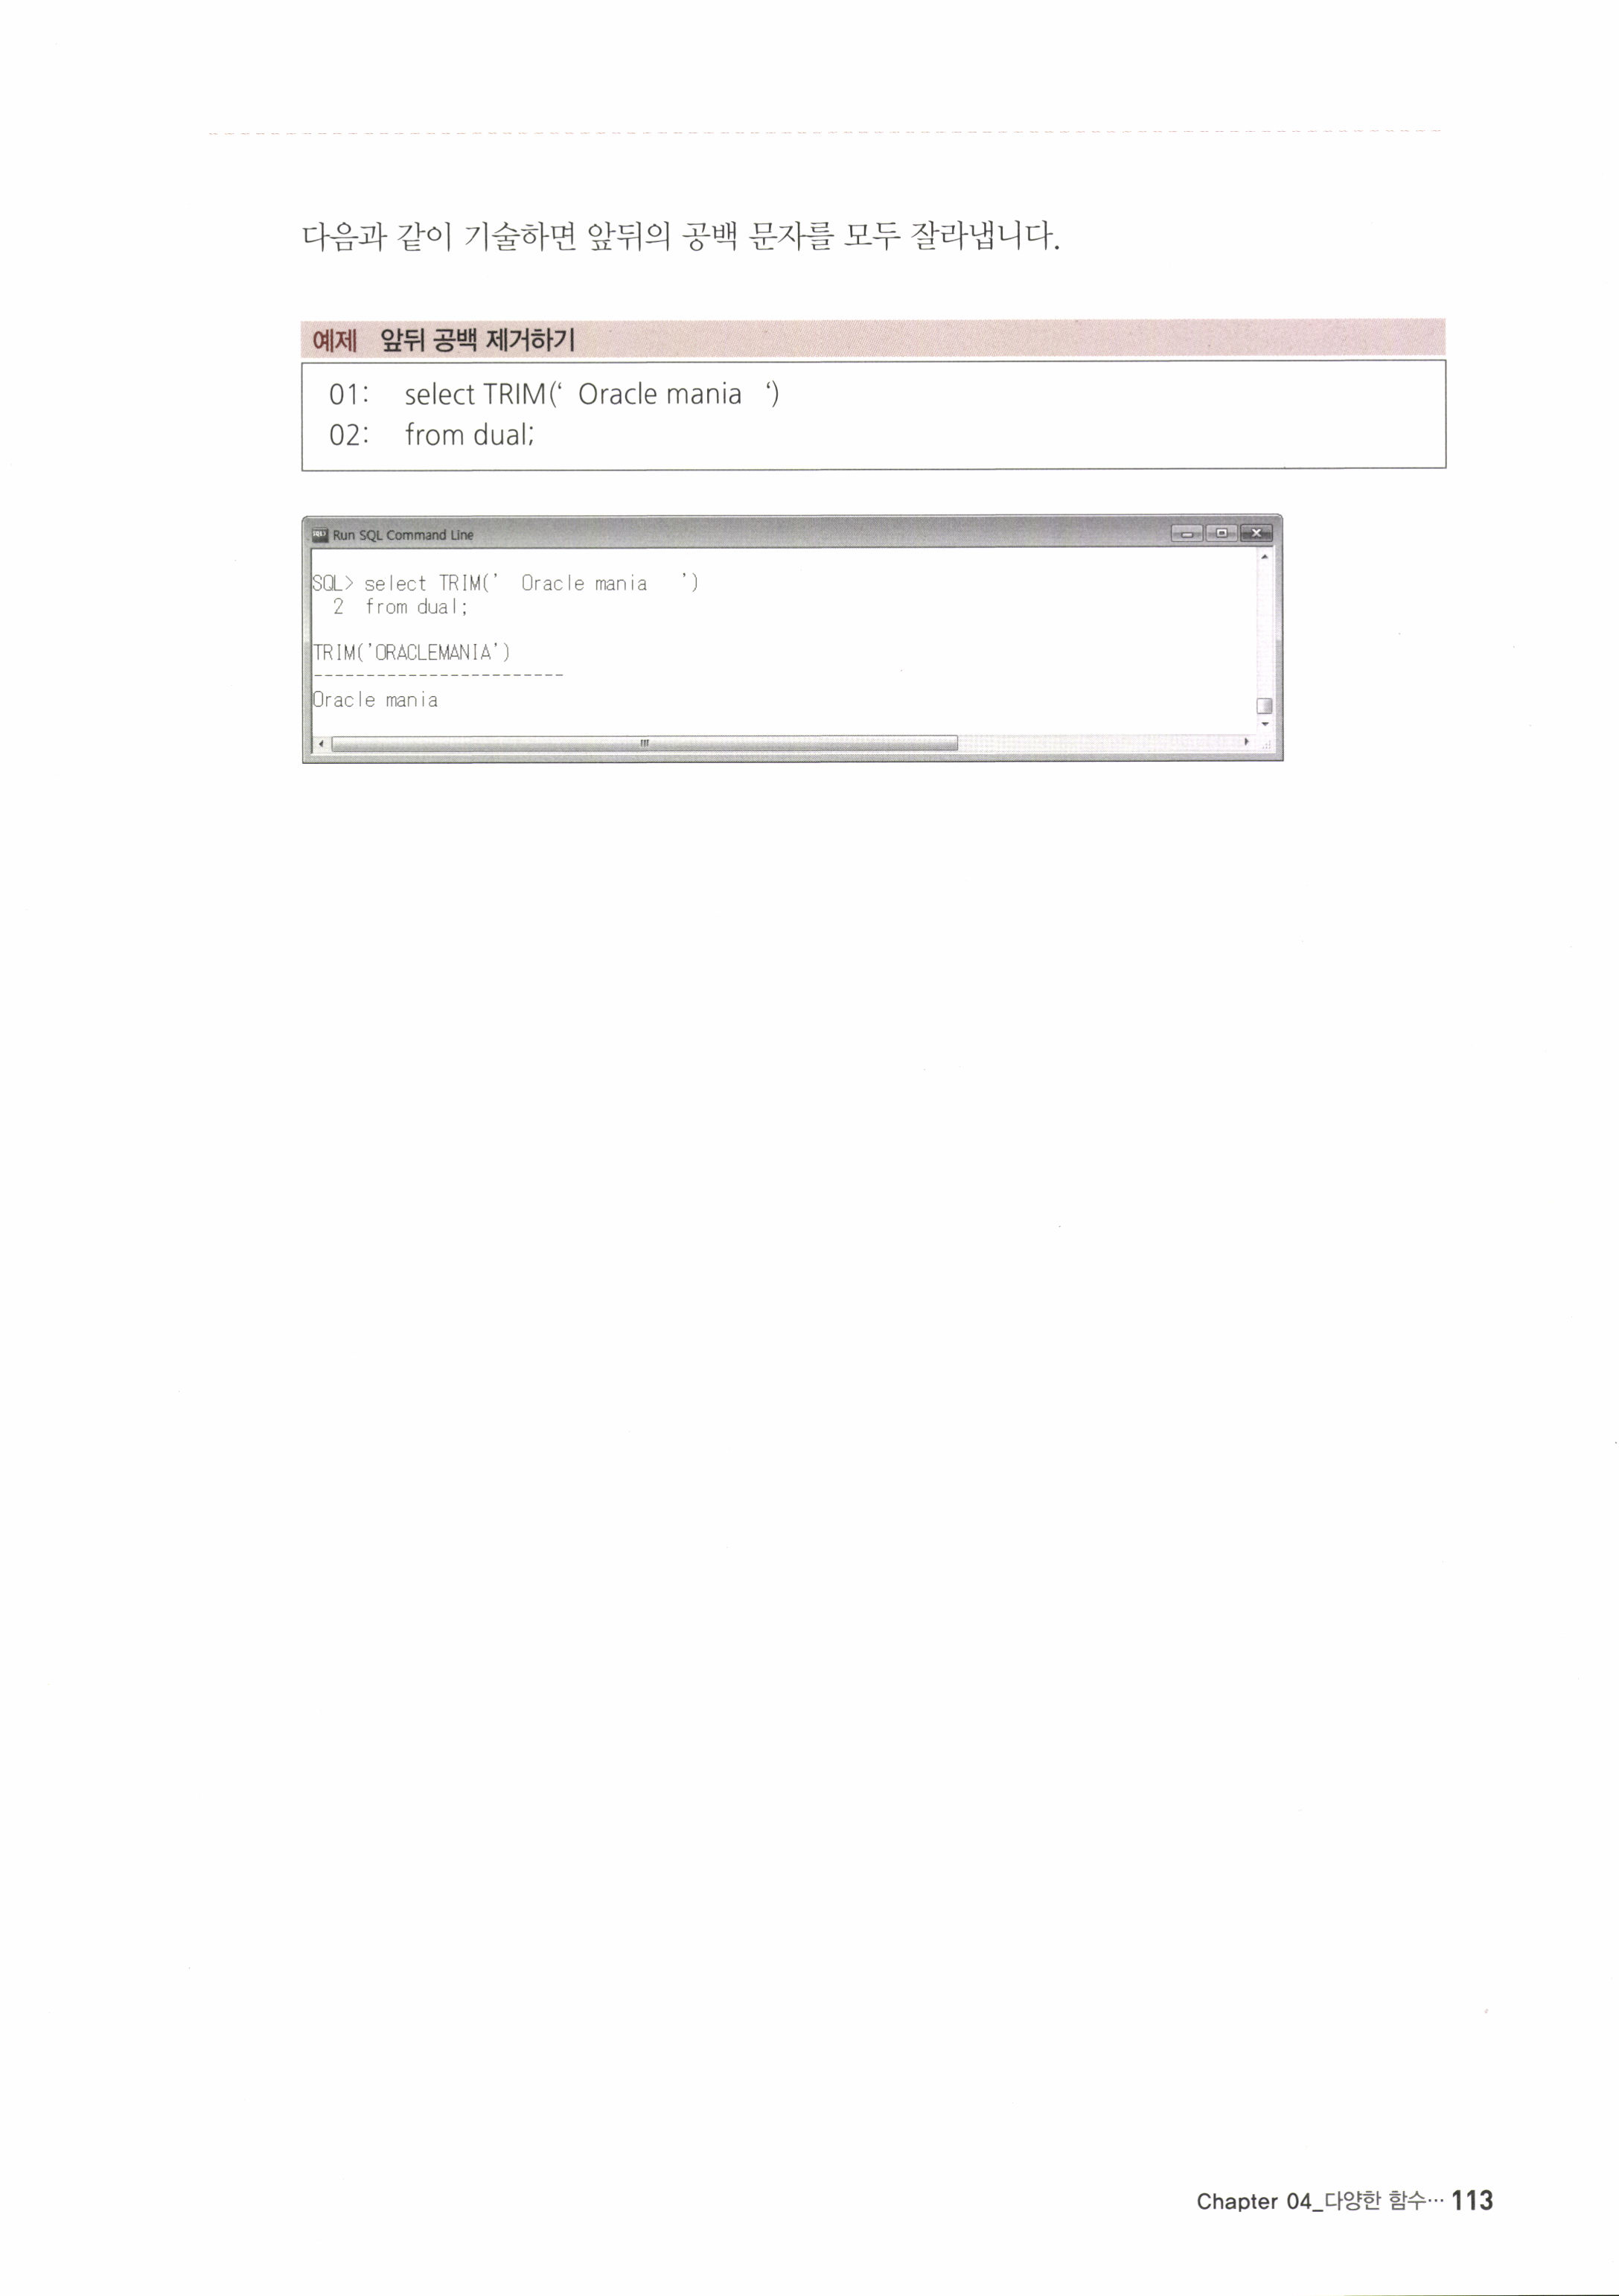 다음과 같이 기술하면 앞뒤의 공백 문자를 모두 잘라냅니다.
예제 앞뒤 공백 제거하기
01: select TRIM(‘ Oracle mania ‘)
02: from dual;
Run SQL Command Line
SQL> select TRIM('  Oracle mania   ')
  2  from dual;
TRIM('ORACLEMANIA')
------------------------
Oracle mania
Chapter 04_다양한 함수… 113